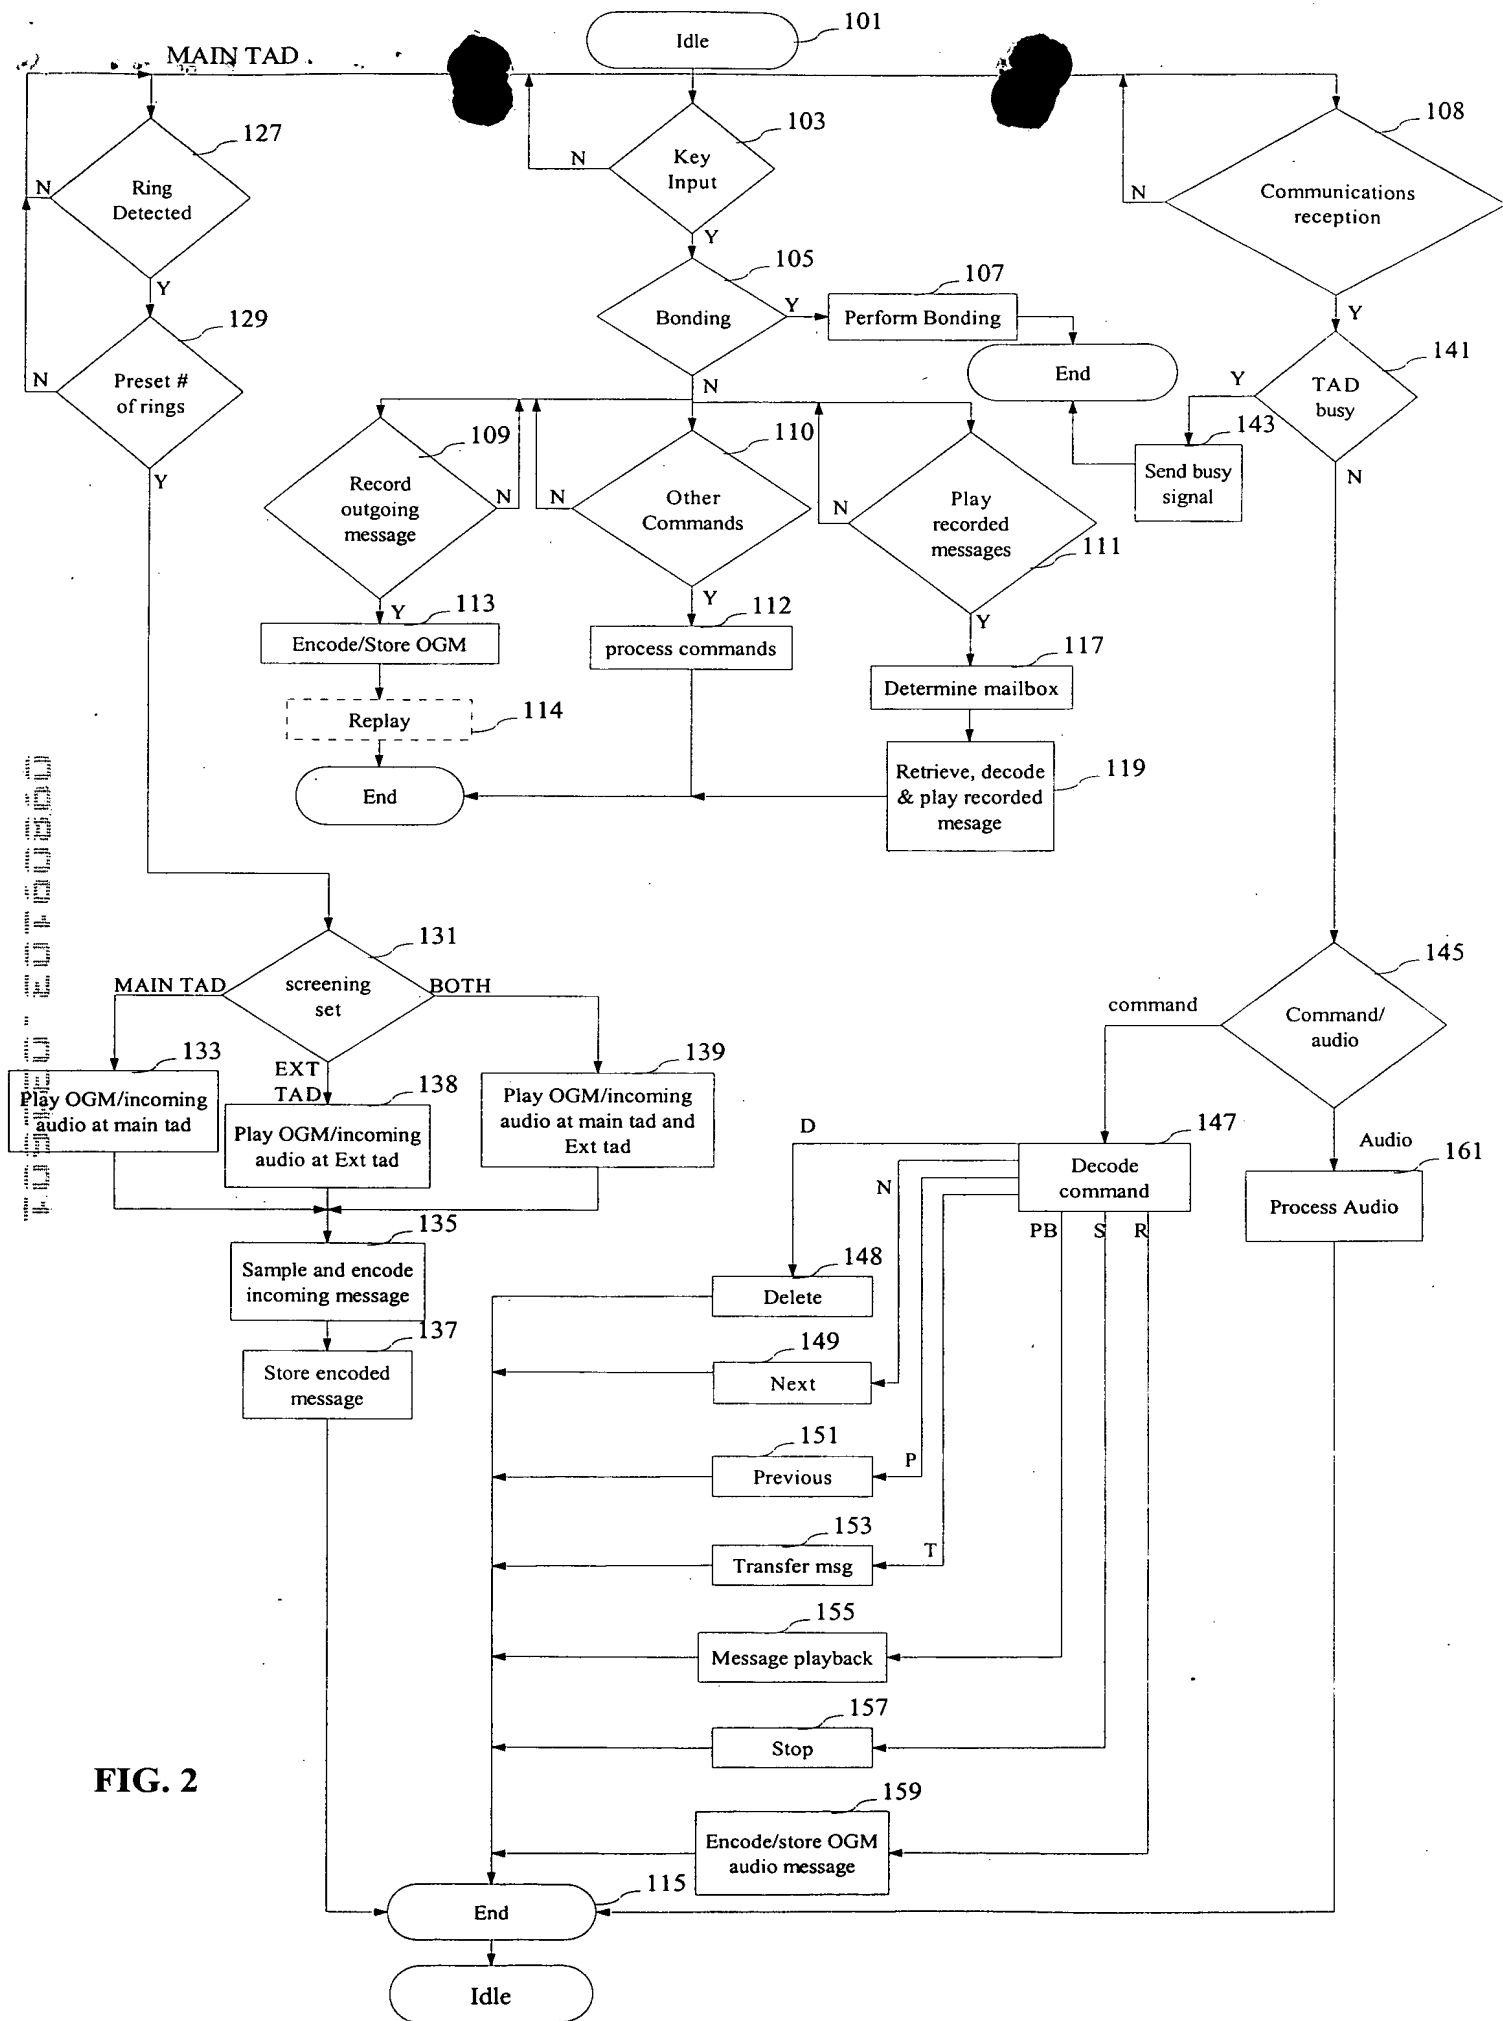 101
Idle
MAIN TAD
127
103
108
N
Key
Input
N
Ring
Detected
N
Communications
reception
Y
105
Y
107
129
Y
Bonding
Perform Bonding
Y
141
N
Preset #
of rings
End
Y
TAD
busy
N
Y
109
110
143
Record
outgoing
message
N
N
Other
Commands
N
Play
recorded
messages
Send busy
signal
N
111
Y
113
Y
112
Y
117
Encode/Store OGM
process commands
Determine mailbox
Replay
114
End
Retrieve, decode
& play recorded
mesage
119
131
145
MAIN TAD
screening
set
BOTH
command
Command/
audio
133
EXT
TAD
138
139
Play OGM/incoming
audio at main tad
Play OGM/incoming
audio at Ext tad
Play OGM/incoming
audio at main tad and
Ext tad
D
147
Audio
161
N
Decode
command
Process Audio
PB
S
R
135
Sample and encode
incoming message
148
Delete
137
Store encoded
message
149
Next
151
P
Previous
153
T
Transfer msg
155
Message playback
157
Stop
FIG. 2
159
Encode/store OGM
audio message
115
End
Idle